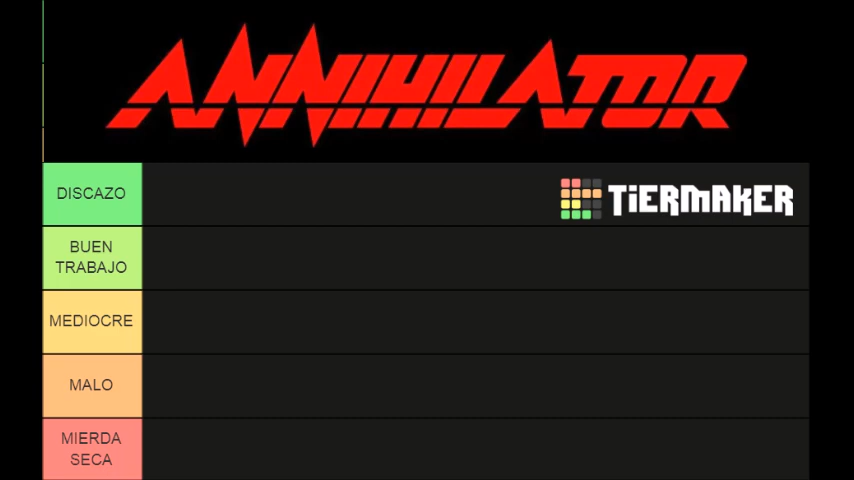 ANNIHILATOR
DISCAZO
TiERMAKER
BUEN
TRABAJO
MEDIOCRE
MALO
MIERDA
SECA